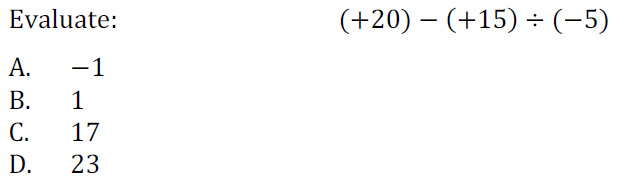 Evaluate: (+20) − (+15) ÷ (−5)
A. −1
B. 1
C. 17
D. 23